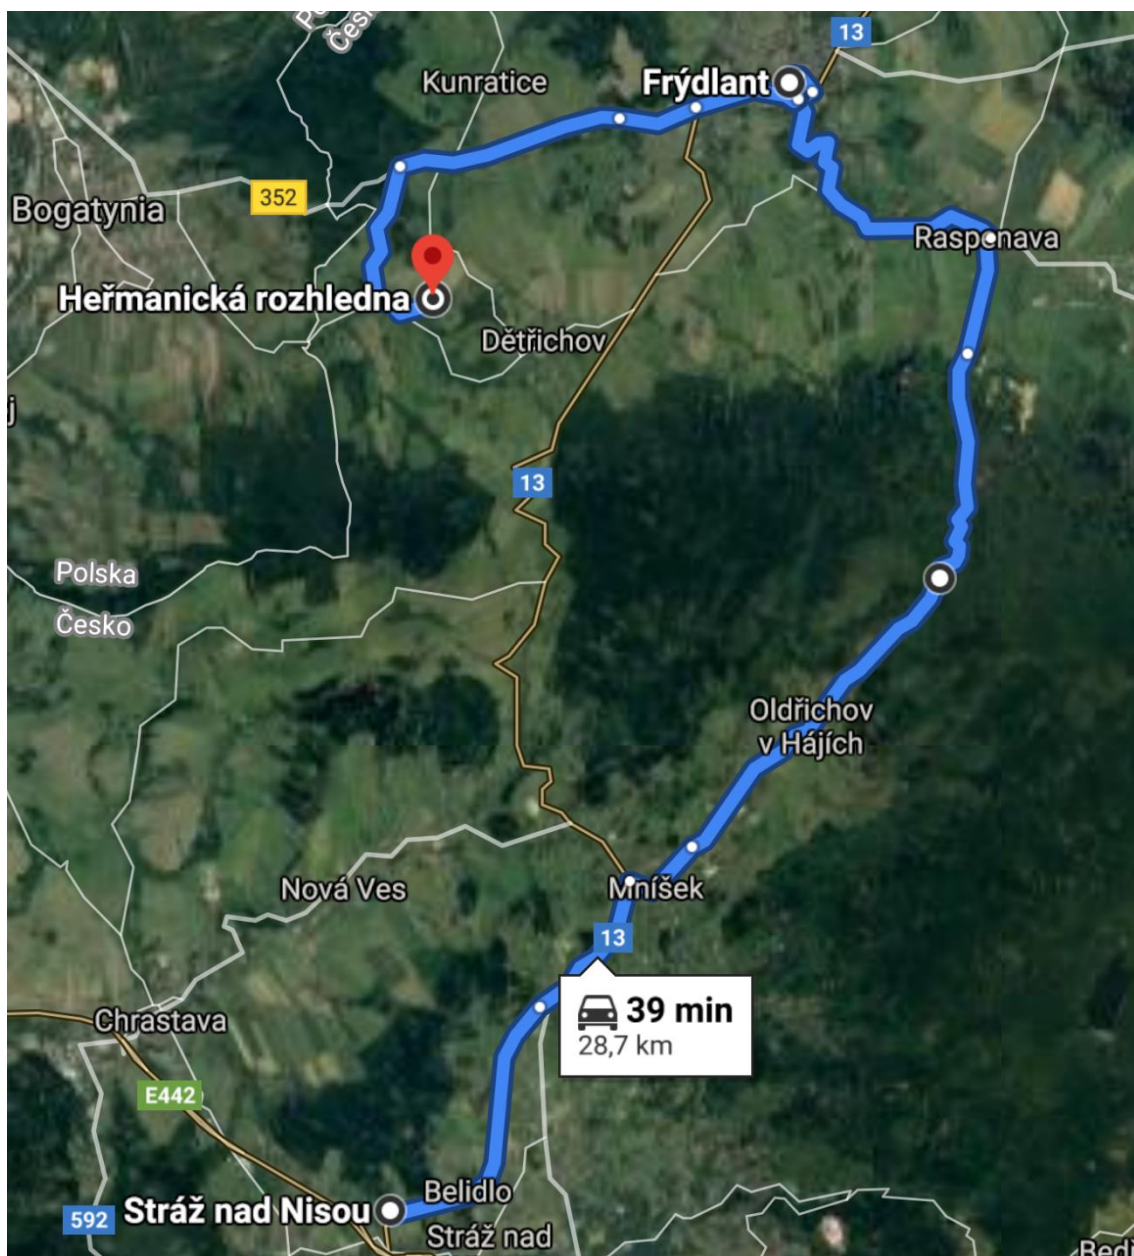 Česko
13
Kunratice
Frýdlant
352
Bogatynia
Raspenava
Heřmanická rozhledna
Dětřichov
13
Polska
Česko
Oldřichov
v Hájích
Nová Ves
Mníšek
13
39 min
28,7 km
Chrastava
E442
Belidlo
592
Stráž nad Nisou
Stráž nad